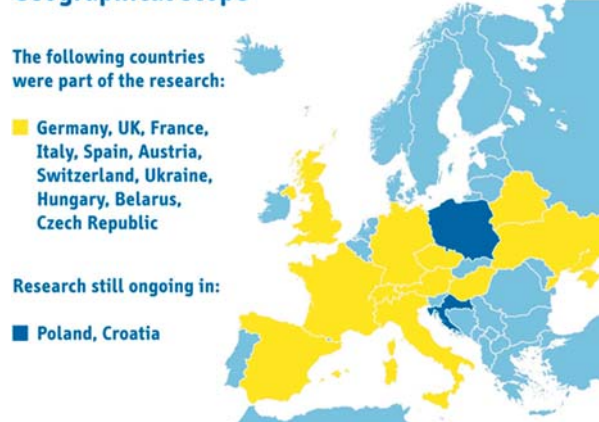 The following countries
were part of the research:
Germany, UK, France,
Italy, Spain, Austria,
Switzerland, Ukraine,
Hungary, Belarus,
Czech Republic
Research still ongoing in:
Poland, Croatia